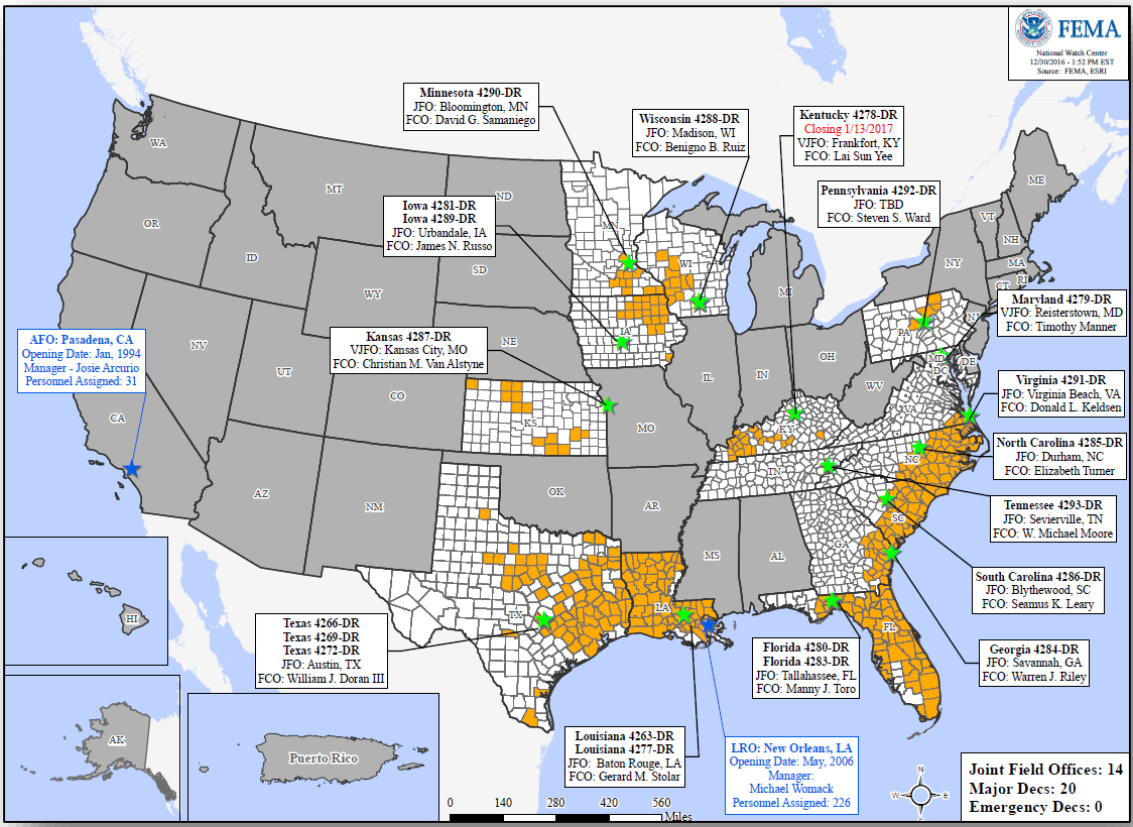 FEMA
National Watch Center
12/30/2016 - 1:52 PM EST
Source: FEMA, ESRI
Minnesota 4290-DR
JFO: Bloomington, MN
FCO: David G. Samaniego
Wisconsin 4288-DR
JFO: Madison, WI
FCO: Benigno B. Ruiz
Kentucky 4278-DR
Closing 1/13/2017
VJFO: Frankfort, KY
FCO: Lai Sun Yee
Pennsylvania 4292-DR
JFO: TBD
FCO: Steven S. Ward
Iowa 4281-DR
Iowa 4289-DR
JFO: Urbandale, IA
FCO: James N. Russo
Maryland 4279-DR
VJFO: Reisterstown, MD
FCO: Timothy Manner
AFO: Pasadena, CA
Opening Date: Jan, 1994
Manager - Josie Arcurio
Personnel Assigned: 31
Kansas 4287-DR
VJFO: Kansas City, MO
FCO: Christian M. Van Alstyne
Virginia 4291-DR
JFO: Virginia Beach, VA
FCO: Donald L. Keldsen
North Carolina 4285-DR
JFO: Durham, NC
FCO: Elizabeth Turner
Tennessee 4293-DR
JFO: Sevierville, TN
FCO: W. Michael Moore
South Carolina 4286-DR
JFO: Blythewood, SC
FCO: Seamus K. Leary
Georgia 4284-DR
JFO: Savannah, GA
FCO: Warren J. Riley
Texas 4266-DR
Texas 4269-DR
Texas 4272-DR
JFO: Austin, TX
FCO: William J. Doran III
Florida 4280-DR
Florida 4283-DR
JFO: Tallahassee, FL
FCO: Manny J. Toro
Louisiana 4263-DR
Louisiana 4277-DR
JFO: Baton Rouge, LA
FCO: Gerard M. Stolar
LRO: New Orleans, LA
Opening Date: May, 2006
Manager:
Michael Womack
Personnel Assigned: 226
Joint Field Offices: 14
Major Decs: 20
Emergency Decs: 0
WA
MT
ND
MN
ME
VT
NH
OR
ID
SD
WI
NY
MA
CT
RI
WY
MI
IA
PA
NJ
NV
NE
OH
MD
DE
DC
UT
IL
IN
WV
CO
VA
CA
KS
MO
KY
NC
TN
AZ
NM
OK
AR
SC
MS
AL
GA
TX
LA
FL
HI
AK
Puerto Rico
N
W
E
S
0
140
280
420
560
Miles